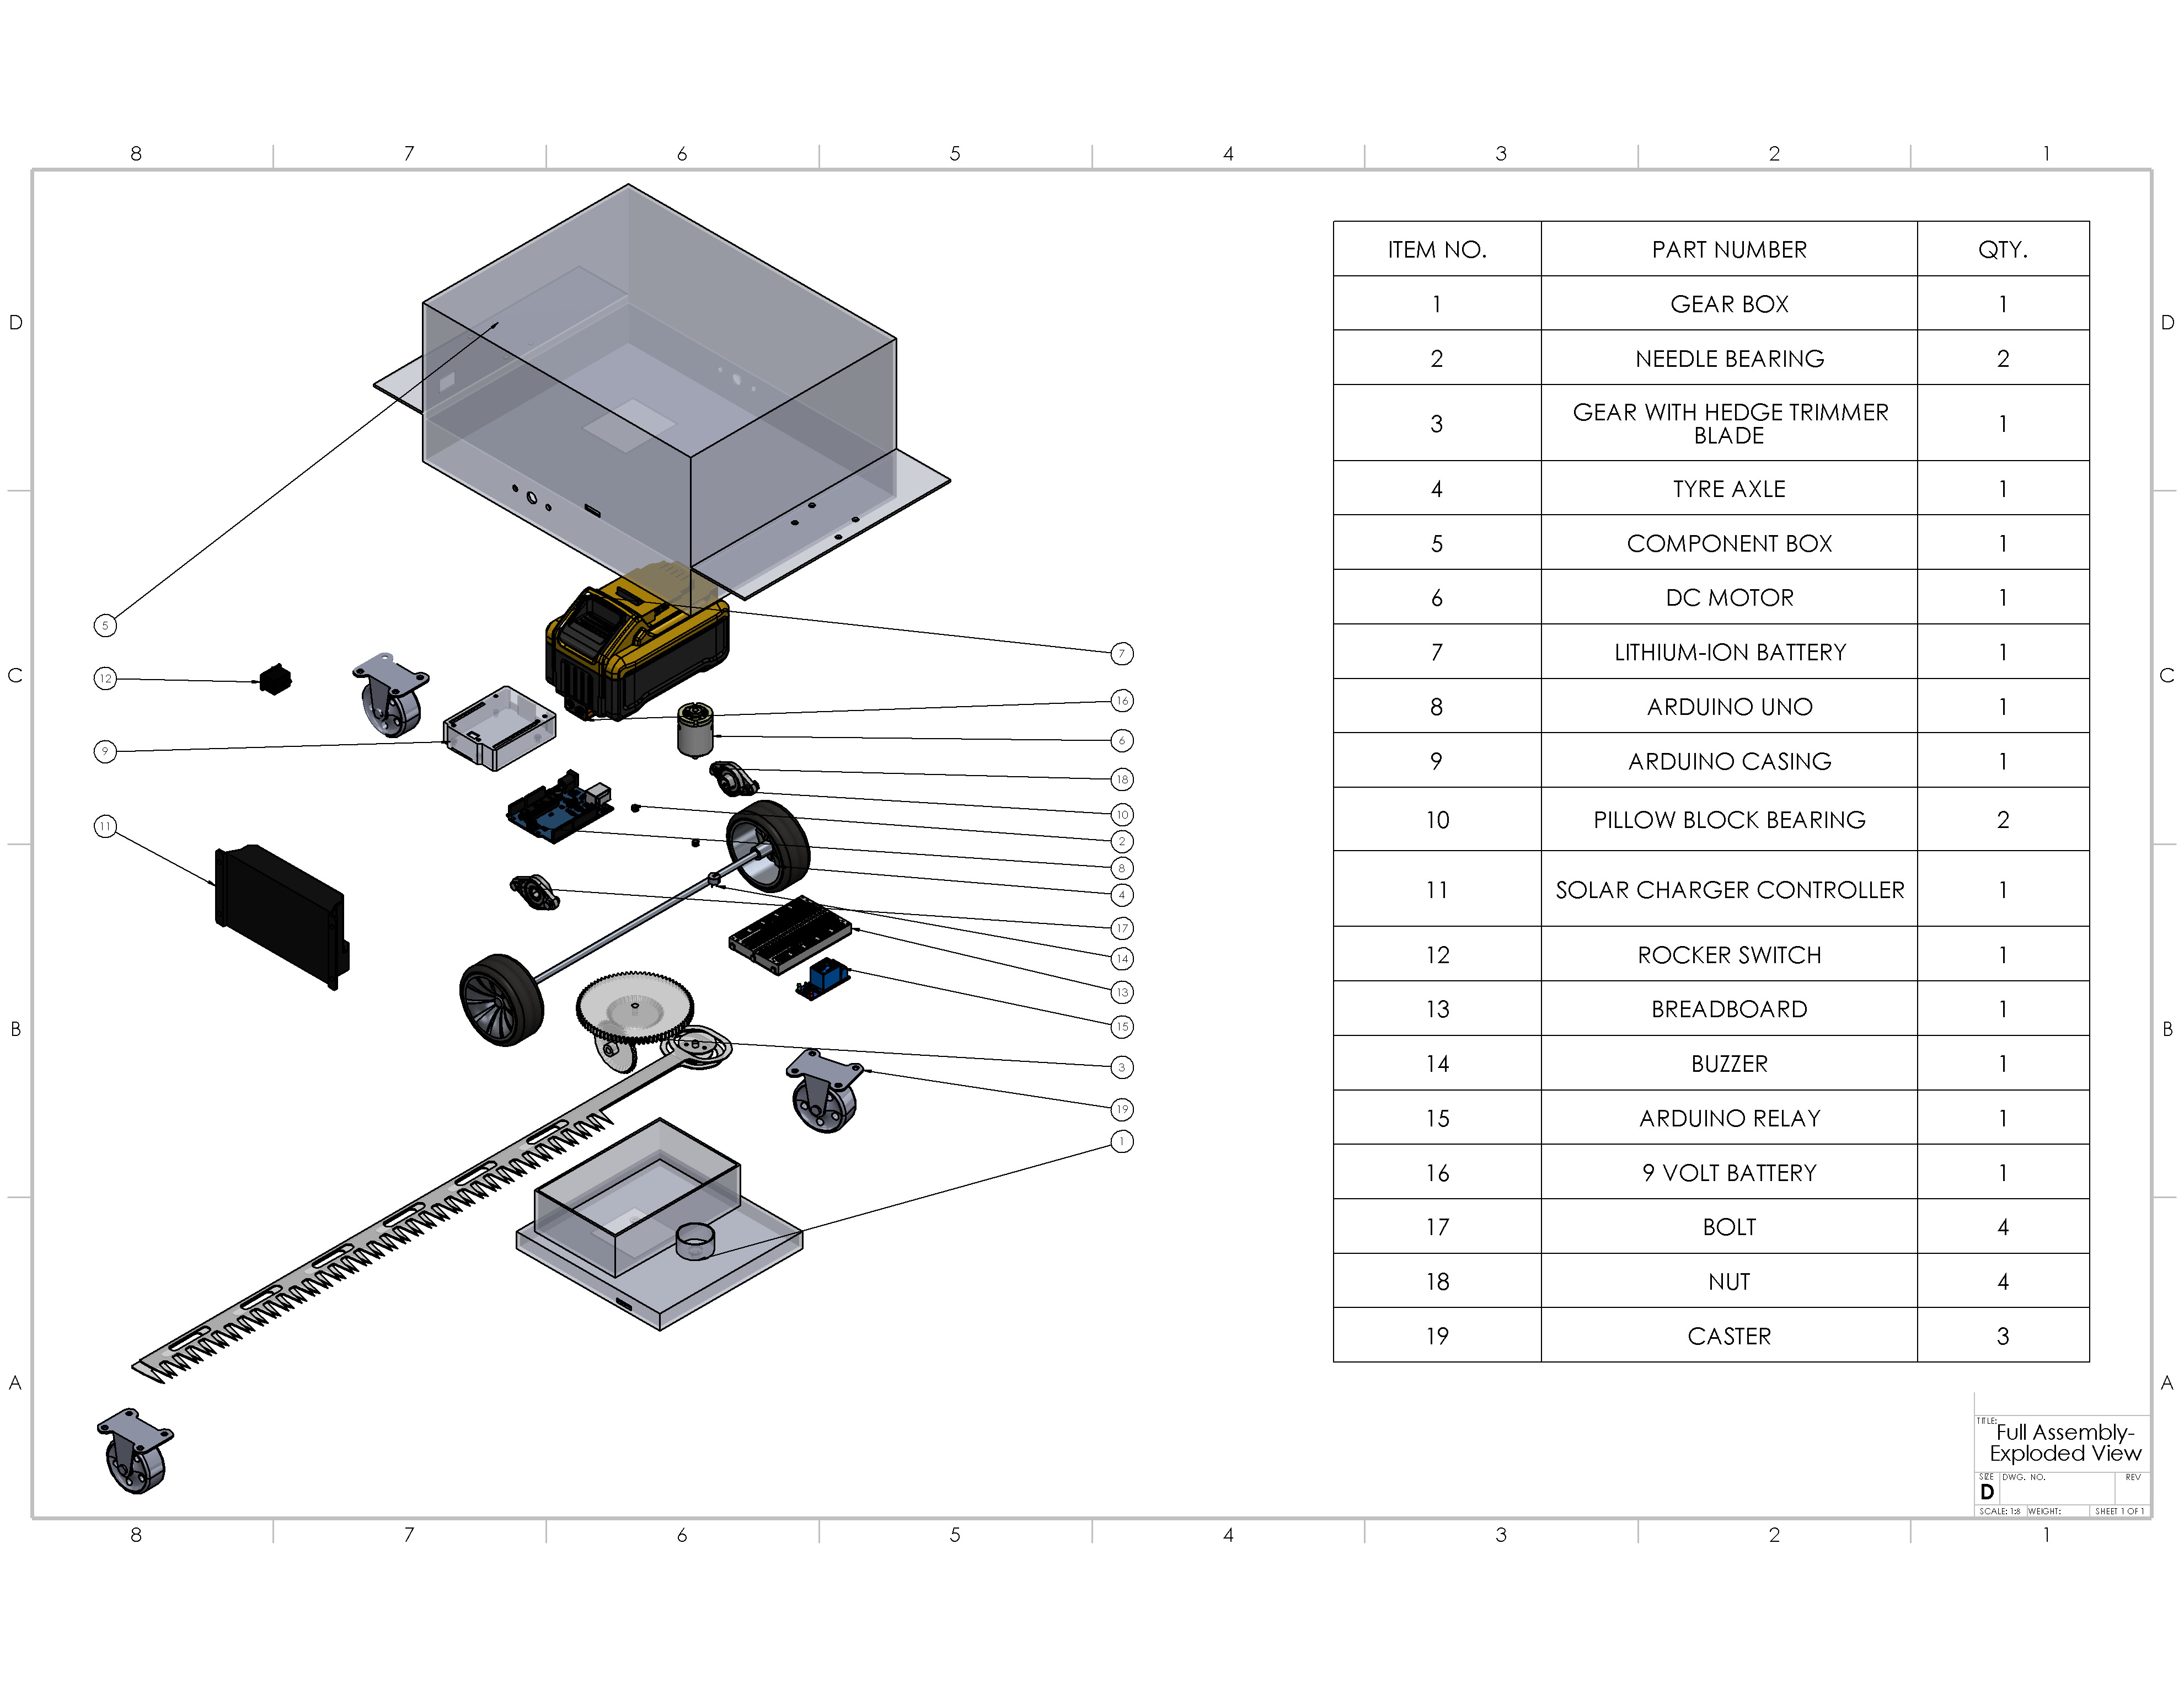 8 7 6 5 4 3 2 1
D D
C C
B B
A A
ITEM NO. PART NUMBER QTY.
1 GEAR BOX 1
2 NEEDLE BEARING 2
3 GEAR WITH HEDGE TRIMMER
BLADE 1
4 TYRE AXLE 1
5 COMPONENT BOX 1
6 DC MOTOR 1
7 LITHIUM-ION BATTERY 1
8 ARDUINO UNO 1
9 ARDUINO CASING 1
10 PILLOW BLOCK BEARING 2
11 SOLAR CHARGER CONTROLLER 1
12 ROCKER SWITCH 1
13 BREADBOARD 1
14 BUZZER 1
15 ARDUINO RELAY 1
16 9 VOLT BATTERY 1
17 BOLT 4
18 NUT 4
19 CASTER 3
5
12
9
11
7
16
6
18
10
2
8
4
17
14
13
15
3
19
1
TITLE:
Full Assembly-
Exploded View
SIZE DWG. NO. REV
D
SCALE: 1:8 WEIGHT: SHEET 1 OF 1
8 7 6 5 4 3 2 1